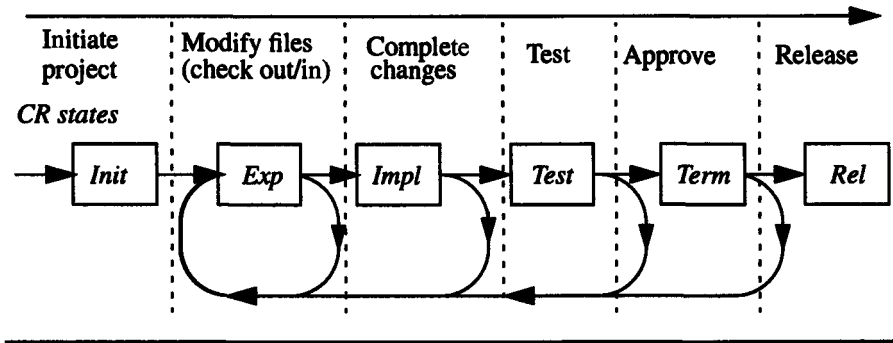 Initiate project
Modify files (check out/in)
Complete changes
Test
Approve
Release
CR states
Init
Exp
Impl
Test
Term
Rel